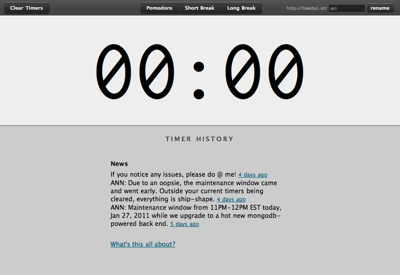 Clear Timers Pomodoro Short Break Long Break http://tomatoi.st/ rename
00:00
TIMER HISTORY
News
If you notice any issues, please do @ me! 4 days ago
ANN: Due to an oopsie, the maintenance window came
and went early. Outside your current timers being
cleared, everything is ship-shape. 4 days ago
ANN: Maintenance window from 11PM-12PM EST today,
Jan 27, 2011 while we upgrade to a hot new mongodb-
powered back end. 5 days ago
What's this all about?